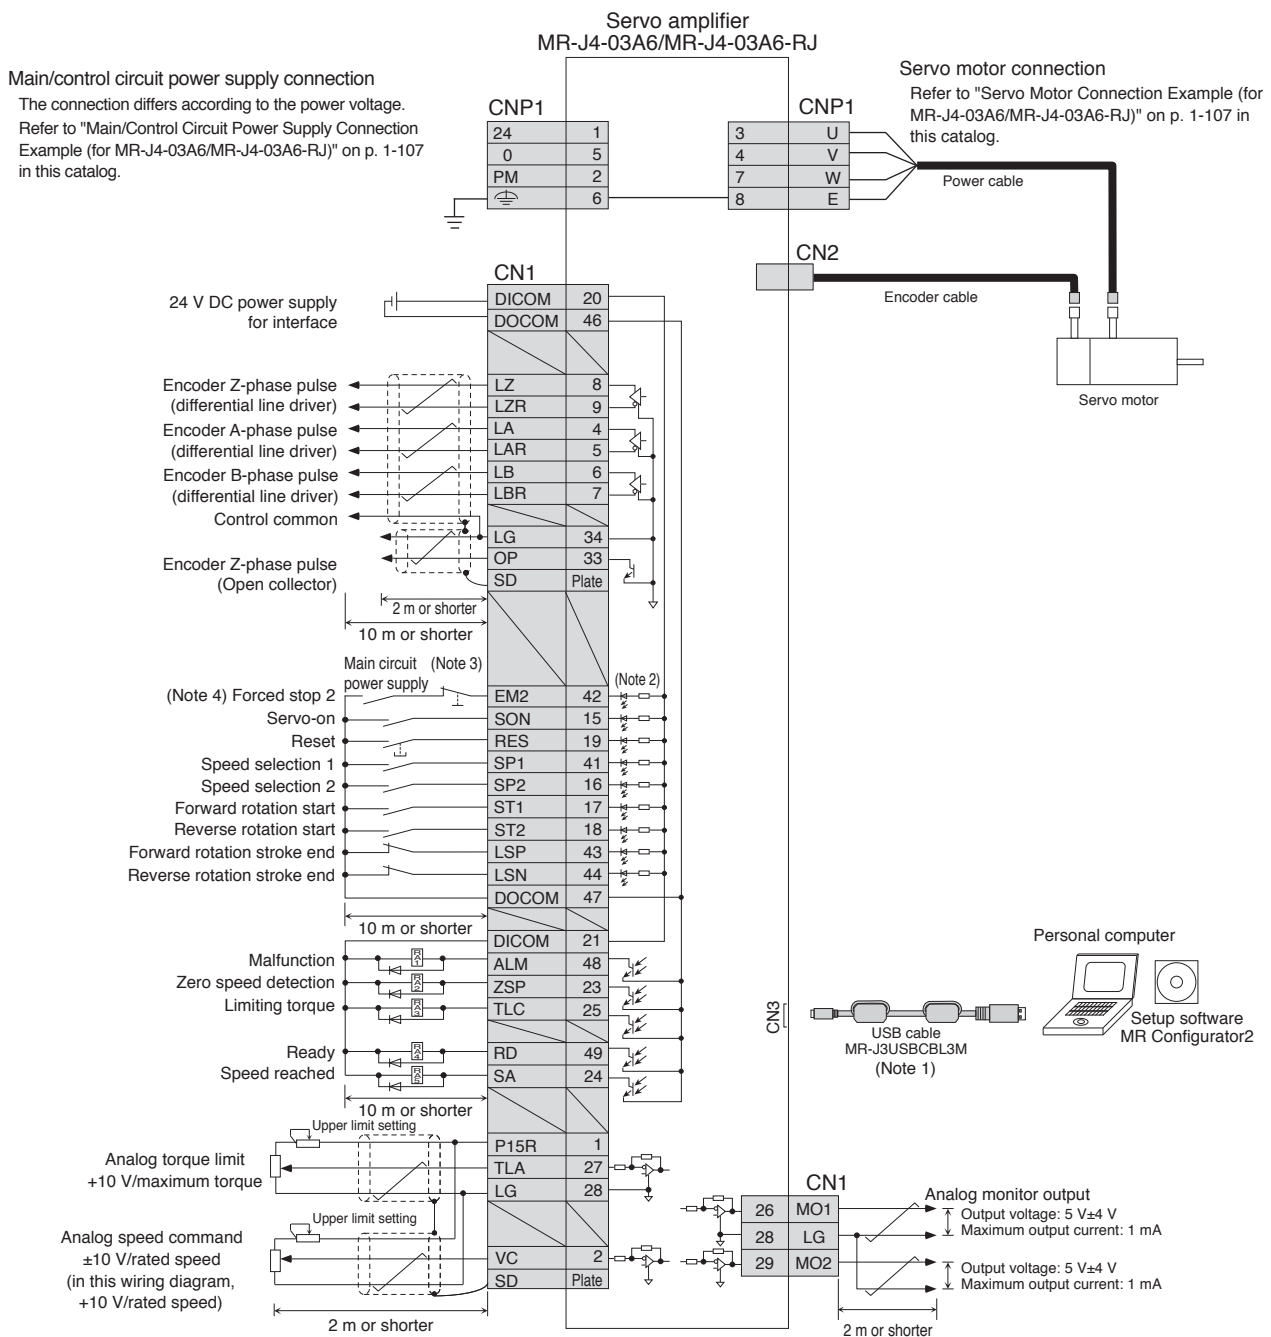 Servo amplifier
MR-J4-03A6/MR-J4-03A6-RJ
Main/control circuit power supply connection
The connection differs according to the power voltage.
Refer to "Main/Control Circuit Power Supply Connection
Example (for MR-J4-03A6/MR-J4-03A6-RJ)" on p. 1-107
in this catalog.
CNP1
24 1
0 5
PM 2
6
CNP1
3 U
4 V
7 W
8 E
Servo motor connection
Refer to "Servo Motor Connection Example (for
MR-J4-03A6/MR-J4-03A6-RJ)" on p. 1-107 in
this catalog.
Power cable
CN2
Encoder cable
Servo motor
CN1
24 V DC power supply
for interface
DICOM 20
DOCOM 46
Encoder Z-phase pulse
(differential line driver)
LZ 8
LZR 9
Encoder A-phase pulse
(differential line driver)
LA 4
LAR 5
Encoder B-phase pulse
(differential line driver)
LB 6
LBR 7
Control common
LG 34
Encoder Z-phase pulse
(Open collector)
OP 33
SD Plate
2 m or shorter
10 m or shorter
Main circuit
power supply
(Note 3)
(Note 2)
(Note 4) Forced stop 2 EM2 42
Servo-on SON 15
Reset RES 19
Speed selection 1 SP1 41
Speed selection 2 SP2 16
Forward rotation start ST1 17
Reverse rotation start ST2 18
Forward rotation stroke end LSP 43
Reverse rotation stroke end LSN 44
DOCOM 47
10 m or shorter
DICOM 21
Malfunction RA1 ALM 48
Zero speed detection RA2 ZSP 23
Limiting torque RA3 TLC 25
Ready RA4 RD 49
Speed reached RA5 SA 24
10 m or shorter
Upper limit setting
Analog torque limit
+10 V/maximum torque
P15R 1
TLA 27
LG 28
Upper limit setting
Analog speed command
±10 V/rated speed
(in this wiring diagram,
+10 V/rated speed)
VC 2
SD Plate
2 m or shorter
CN3
USB cable
MR-J3USBCBL3M
(Note 1)
Personal computer
Setup software
MR Configurator2
CN1
26 MO1
28 LG
29 MO2
Analog monitor output
Output voltage: 5 V±4 V
Maximum output current: 1 mA
Output voltage: 5 V±4 V
Maximum output current: 1 mA
2 m or shorter